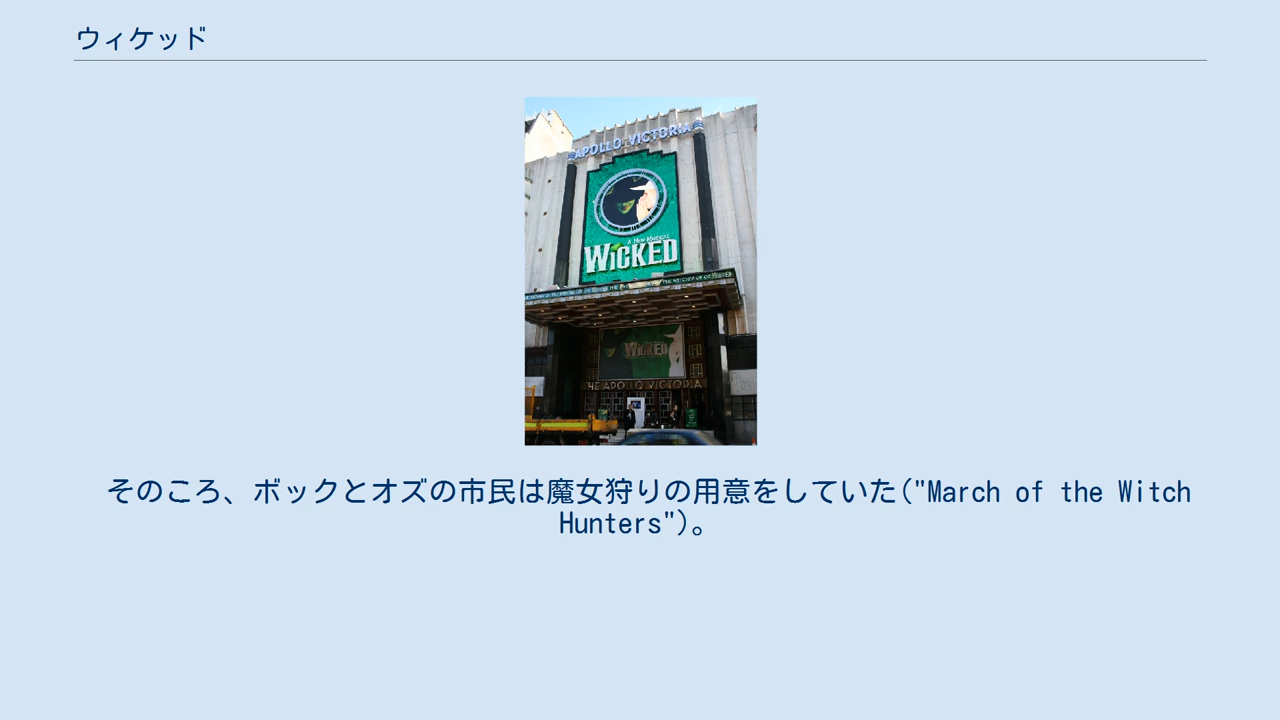 ウィケッド
APOLLO VICTORIA
A New Musical
WICKED
WICKED
THE APOLLO VICTORIA
そのころ、ボックとオズの市民は魔女狩りの用意をしていた("March of the Witch
Hunters")。